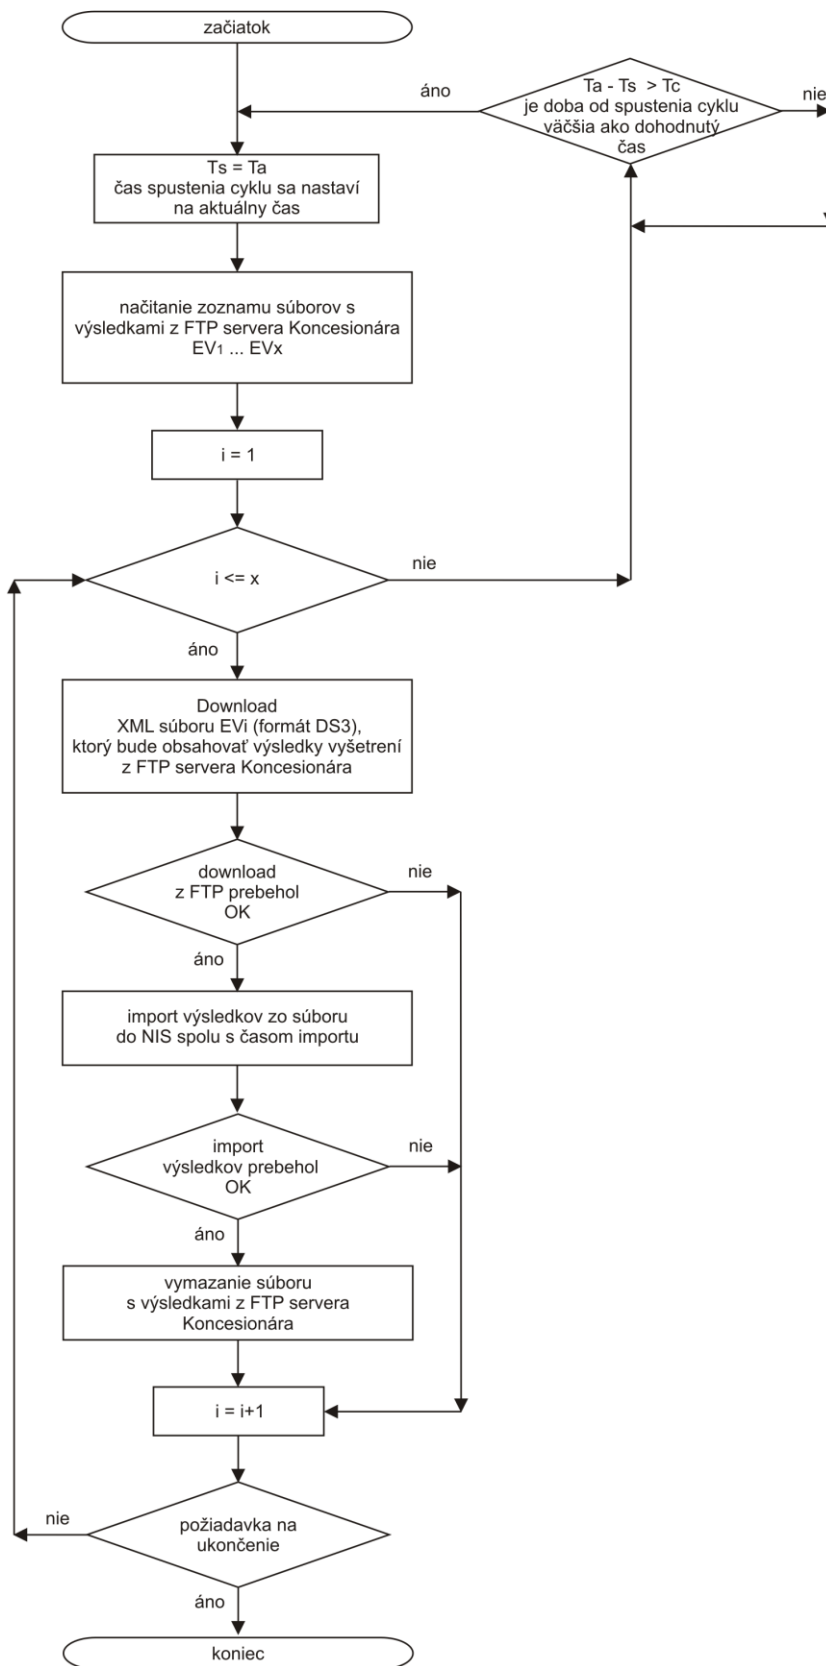 začiatok
áno
Ta - Ts > Tc
je doba od spustenia cyklu
väčšia ako dohodnutý
čas
nie
Ts = Ta
čas spustenia cyklu sa nastaví
na aktuálny čas
načitanie zoznamu súborov s
výsledkami z FTP servera Koncesionára
EV1 ... EVx
i = 1
i <= x
nie
áno
Download
XML súboru EVi (formát DS3),
ktorý bude obsahovať výsledky vyšetrení
z FTP servera Koncesionára
download
z FTP prebehol
OK
nie
áno
import výsledkov zo súboru
do NIS spolu s časom importu
import
výsledkov prebehol
OK
nie
áno
vymazanie súboru
s výsledkami z FTP servera
Koncesionára
i = i+1
nie
požiadavka na
ukončenie
áno
koniec